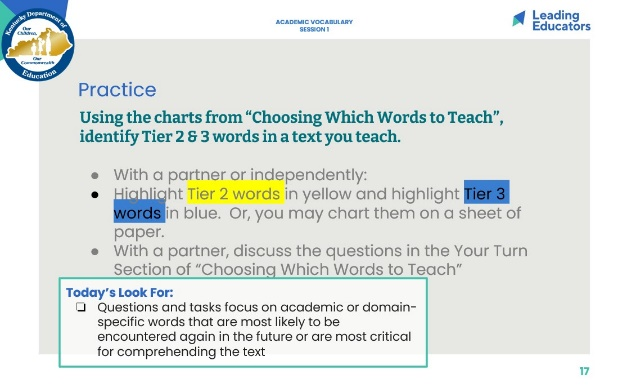 Kentucky Department of
Our Children,
Our Commonwealth
Education
ACADEMIC VOCABULARY
SESSION 1
Leading
Educators
Practice
Using the charts from “Choosing Which Words to Teach”,
identify Tier 2 & 3 words in a text you teach.
● With a partner or independently:
● Highlight Tier 2 words in yellow and highlight Tier 3
words in blue.  Or, you may chart them on a sheet of
paper.
● With a partner, discuss the questions in the Your Turn
Section of “Choosing Which Words to Teach”
Today’s Look For:
❏ Questions and tasks focus on academic or domain-
specific words that are most likely to be
encountered again in the future or are most critical
for comprehending the text
17